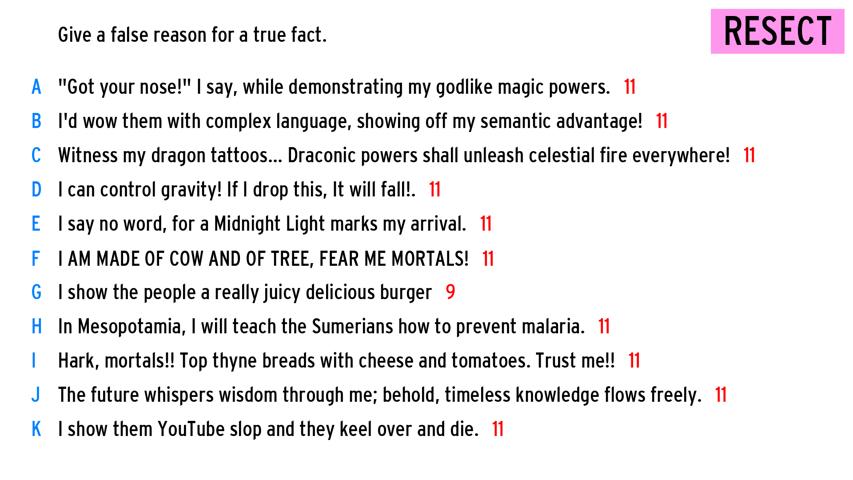 Give a false reason for a true fact.
RESECT
A "Got your nose!" I say, while demonstrating my godlike magic powers. 11
B I'd wow them with complex language, showing off my semantic advantage! 11
C Witness my dragon tattoos... Draconic powers shall unleash celestial fire everywhere! 11
D I can control gravity! If I drop this, It will fall!. 11
E I say no word, for a Midnight Light marks my arrival. 11
F I AM MADE OF COW AND OF TREE, FEAR ME MORTALS! 11
G I show the people a really juicy delicious burger 9
H In Mesopotamia, I will teach the Sumerians how to prevent malaria. 11
I Hark, mortals!! Top thyne breads with cheese and tomatoes. Trust me!! 11
J The future whispers wisdom through me; behold, timeless knowledge flows freely. 11
K I show them YouTube slop and they keel over and die. 11